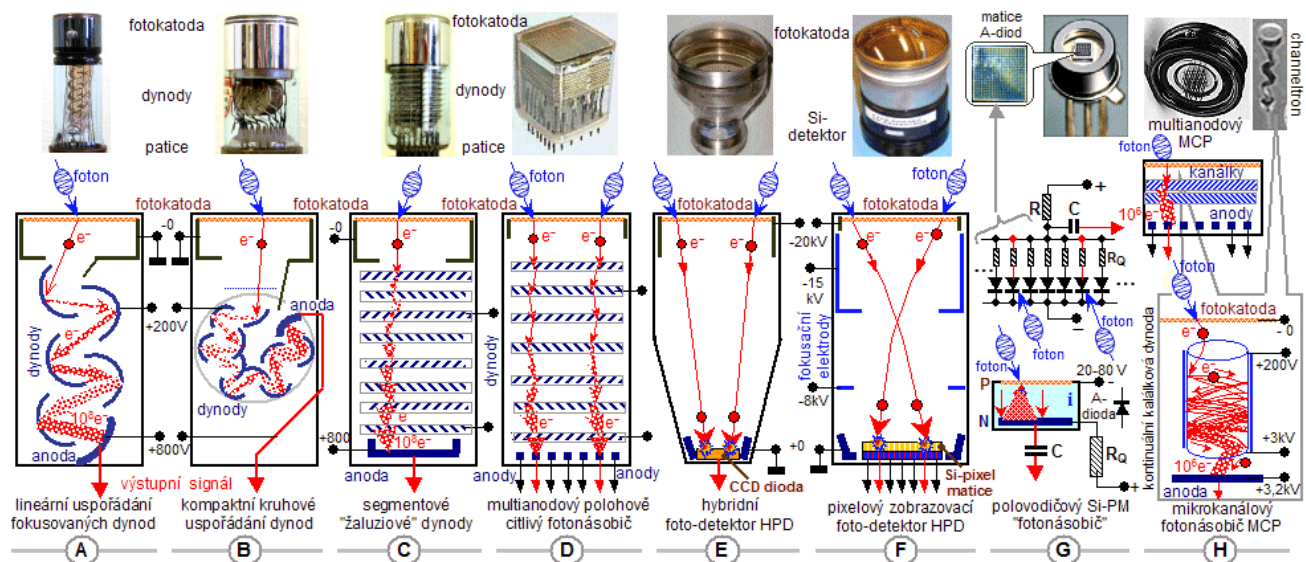 fotokatoda
dynody
patice
fotokatoda
dynody
patice
fotokatoda
Si-
detektor
matice
A-diod
multianodový
MCP
channeltron
foton
foton
foton
foton
foton
fotokatoda
fotokatoda
fotokatoda
fotokatoda
fotokatoda
-0
-0
-20kV
-15
kV
-8kV
+0
e-
e-
e-
e-
e-
e-
e-
e-
dynody
e-
10⁶e-
anoda
+200V
+800V
anoda
dynody
+800
e-
10⁶e-
dynody
anody
e-
e-
anody
CCD dioda
fokusační
elektrody
Si-pixel
matice
výstupní signál
+
R
C
10⁶e-
R_Q
...
...
–
foton
foton
foton
P
N
i
20-80 V
-
A-
dioda
C
R_Q
+
foton
kanálky
anody
foton
fotokatoda
e-
e-
- 0
+200V
+3kV
10⁶e-
anoda
+3,2kV
kontinuální kalálková dynoda
lineární uspořádání
fokusovaných dynod
A
kompaktní kruhové
uspořádání dynod
B
segmentové
"žaluziové" dynody
C
multianodový polohově
citlivý fotonásobič
D
hybridní
foto-detektor HPD
E
pixelový zobrazovací
foto-detektor HPD
F
polovodičový Si-PM
"fotonásobič"
G
mikrokanálový
fotonásobič MCP
H